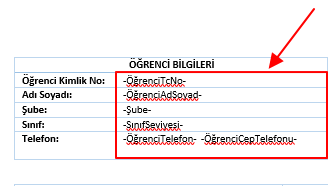 ÖĞRENCİ BİLGİLERİ
Öğrenci Kimlik No: -ÖğrenciTcNo-
Adı Soyadı: -ÖğrenciAdSoyad-
Şube: -Şube-
Sınıf: -SınıfSeviyesi-
Telefon: -ÖğrenciTelefon- -ÖğrenciCepTelefonu-